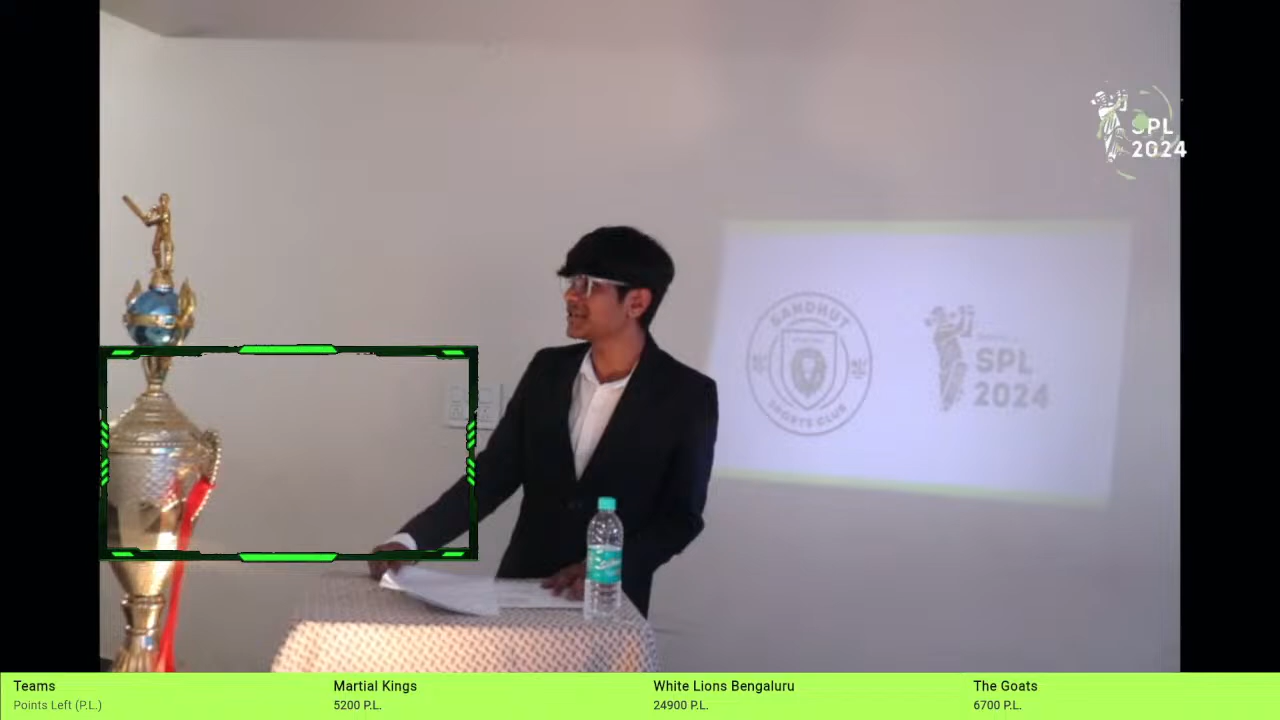 SPL
2024
GANDHUT
SPORTS CLUB
SPL
2024
Teams
Points Left (P.L.)
Martial Kings
5200 P.L.
White Lions Bengaluru
24900 P.L.
The Goats
6700 P.L.